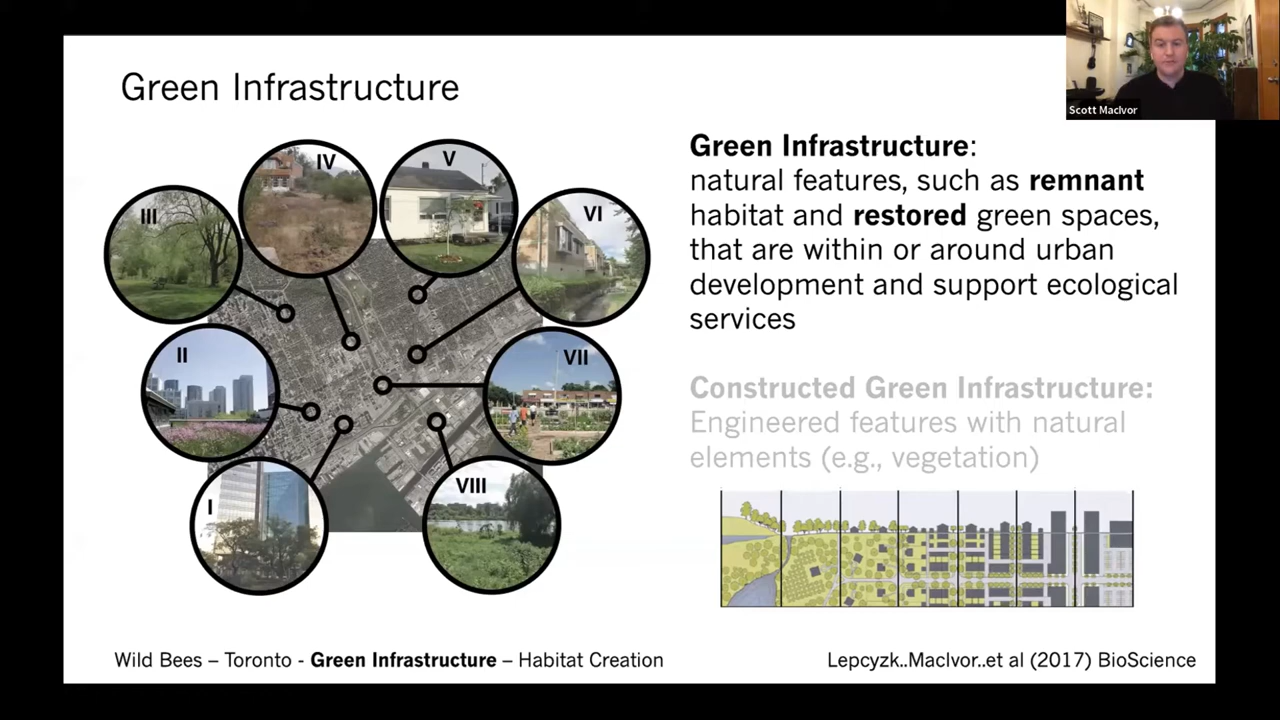 Scott MacIvor
Green Infrastructure
I
II
III
IV
V
VI
VII
VIII
Green Infrastructure:
natural features, such as remnant
habitat and restored green spaces,
that are within or around urban
development and support ecological
services
Constructed Green Infrastructure:
Engineered features with natural
elements (e.g., vegetation)
Wild Bees – Toronto - Green Infrastructure – Habitat Creation
Lepcyzk..MacIvor..et al (2017) BioScience